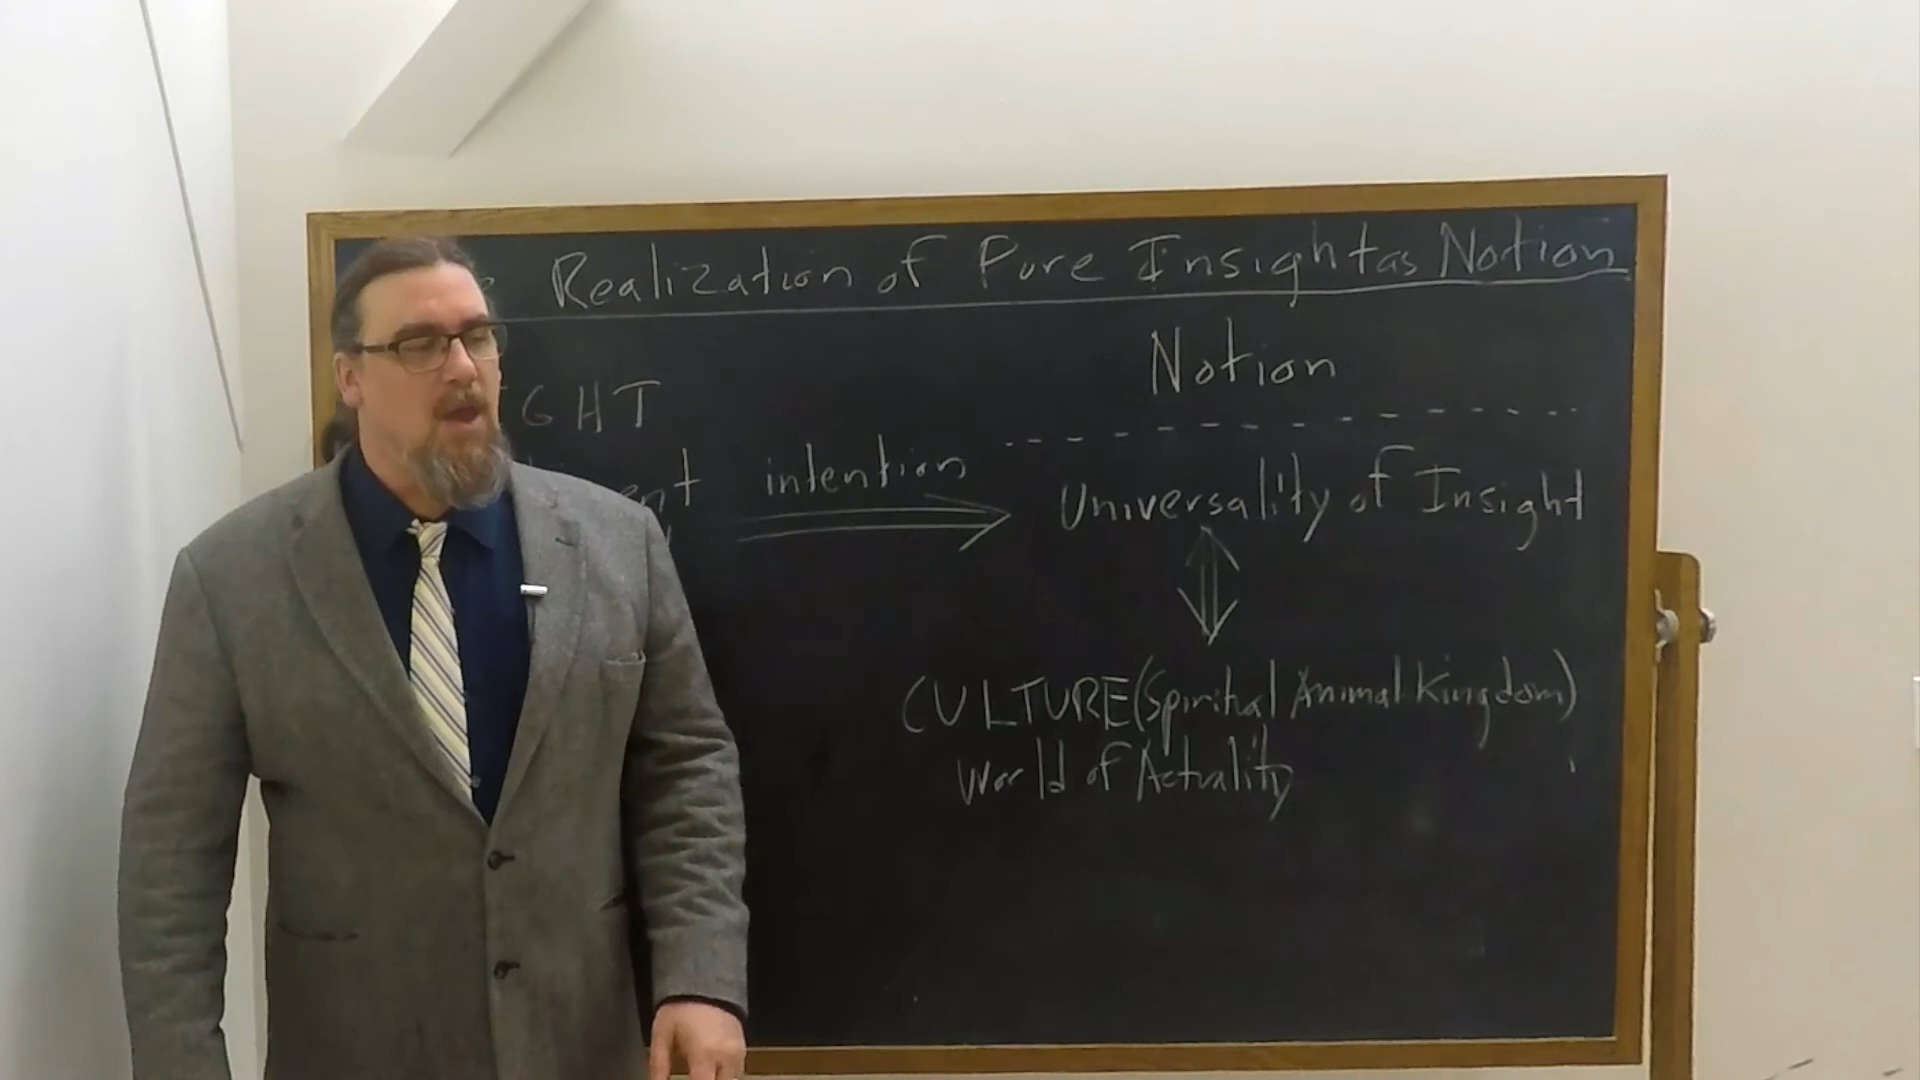 Realization of Pure Insight as Notion
Notion
GHT
intention
Universality of Insight
CULTURE (Spiritual Animal Kingdom)
World of Actuality